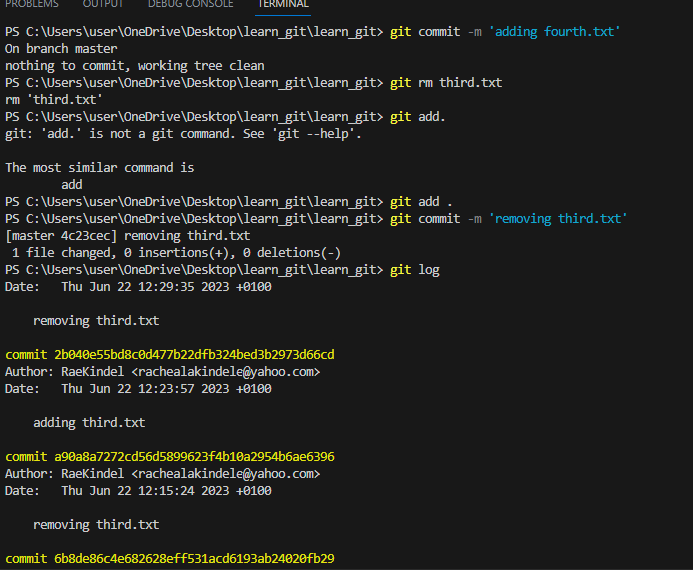 PROBLEMS OUTPUT DEBUG CONSOLE TERMINAL
PS C:\Users\user\OneDrive\Desktop\learn_git\learn_git> git commit -m 'adding fourth.txt'
On branch master
nothing to commit, working tree clean
PS C:\Users\user\OneDrive\Desktop\learn_git\learn_git> git rm third.txt
rm 'third.txt'
PS C:\Users\user\OneDrive\Desktop\learn_git\learn_git> git add.
git: 'add.' is not a git command. See 'git --help'.
The most similar command is
add
PS C:\Users\user\OneDrive\Desktop\learn_git\learn_git> git add .
PS C:\Users\user\OneDrive\Desktop\learn_git\learn_git> git commit -m 'removing third.txt'
[master 4c23cec] removing third.txt
1 file changed, 0 insertions(+), 0 deletions(-)
PS C:\Users\user\OneDrive\Desktop\learn_git\learn_git> git log
Date:   Thu Jun 22 12:29:35 2023 +0100
removing third.txt
commit 2b040e55bd8c0d477b22dfb324bed3b2973d66cd
Author: RaeKindel <rachealakindele@yahoo.com>
Date:   Thu Jun 22 12:23:57 2023 +0100
adding third.txt
commit a90a8a7272cd56d5899623f4b10a2954b6ae6396
Author: RaeKindel <rachealakindele@yahoo.com>
Date:   Thu Jun 22 12:15:24 2023 +0100
removing third.txt
commit 6b8de86c4e682628eff531acd6193ab24020fb29